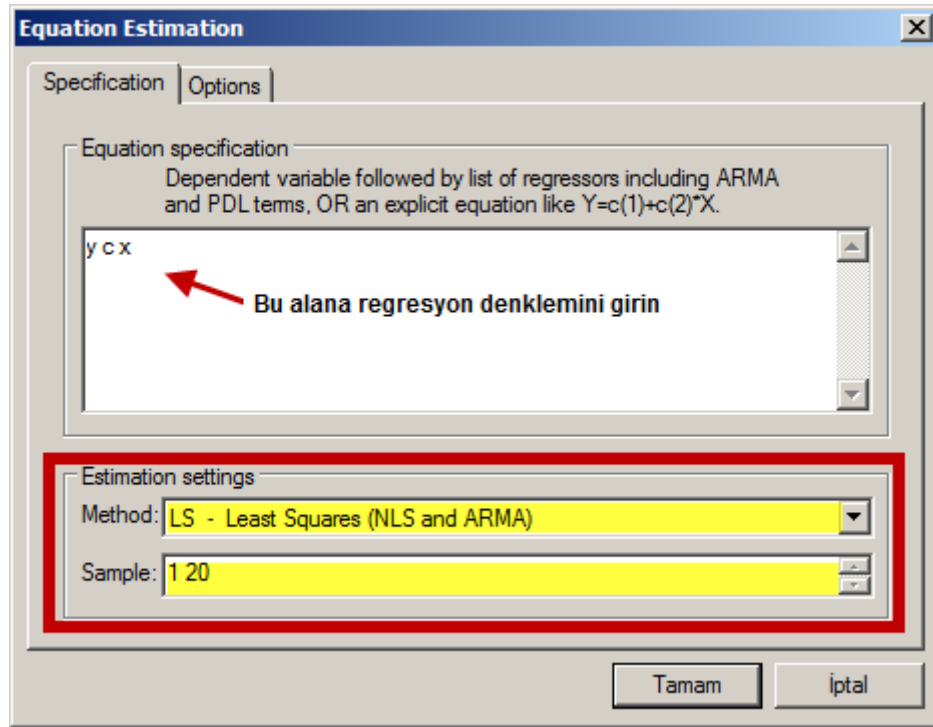 Equation Estimation
Specification
Options
Equation specification
Dependent variable followed by list of regressors including ARMA
and PDL terms, OR an explicit equation like Y=c(1)+c(2)*X.
y c x
Bu alana regresyon denklemini girin
Estimation settings
Method: LS - Least Squares (NLS and ARMA)
Sample: 1 20
Tamam
İptal